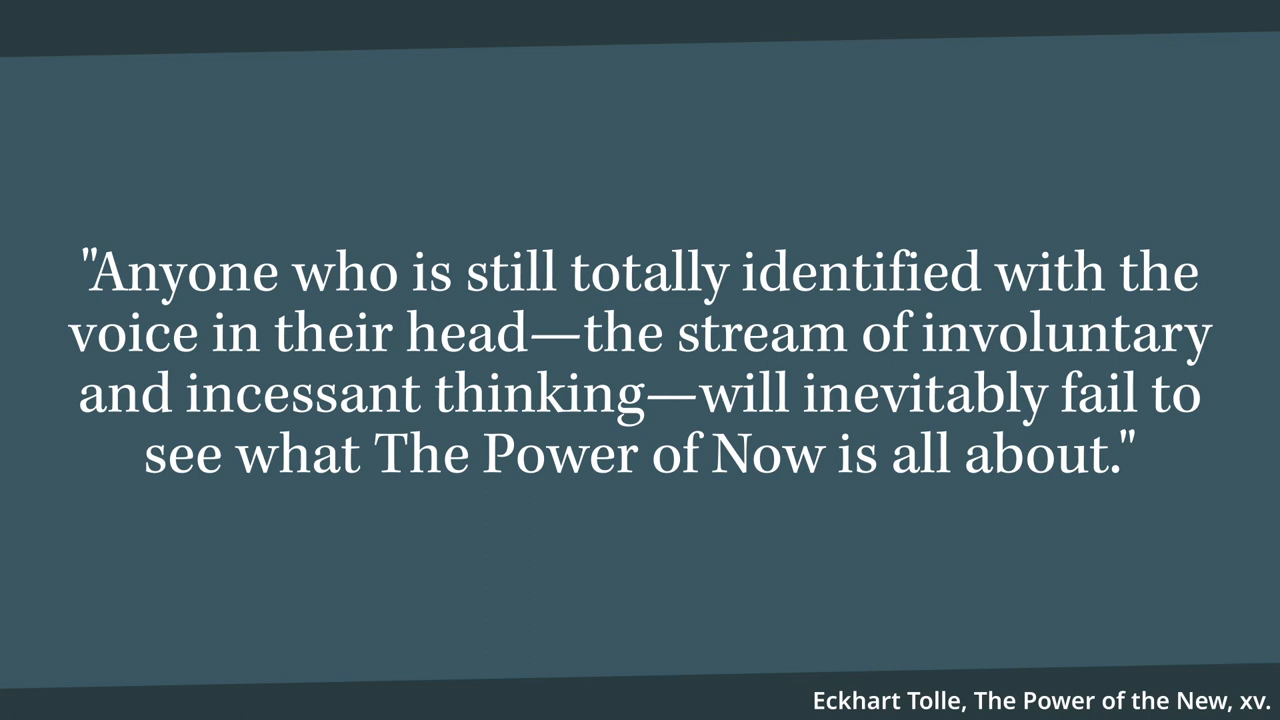 "Anyone who is still totally identified with the
voice in their head—the stream of involuntary
and incessant thinking—will inevitably fail to
see what The Power of Now is all about."
Eckhart Tolle, The Power of the New, xv.